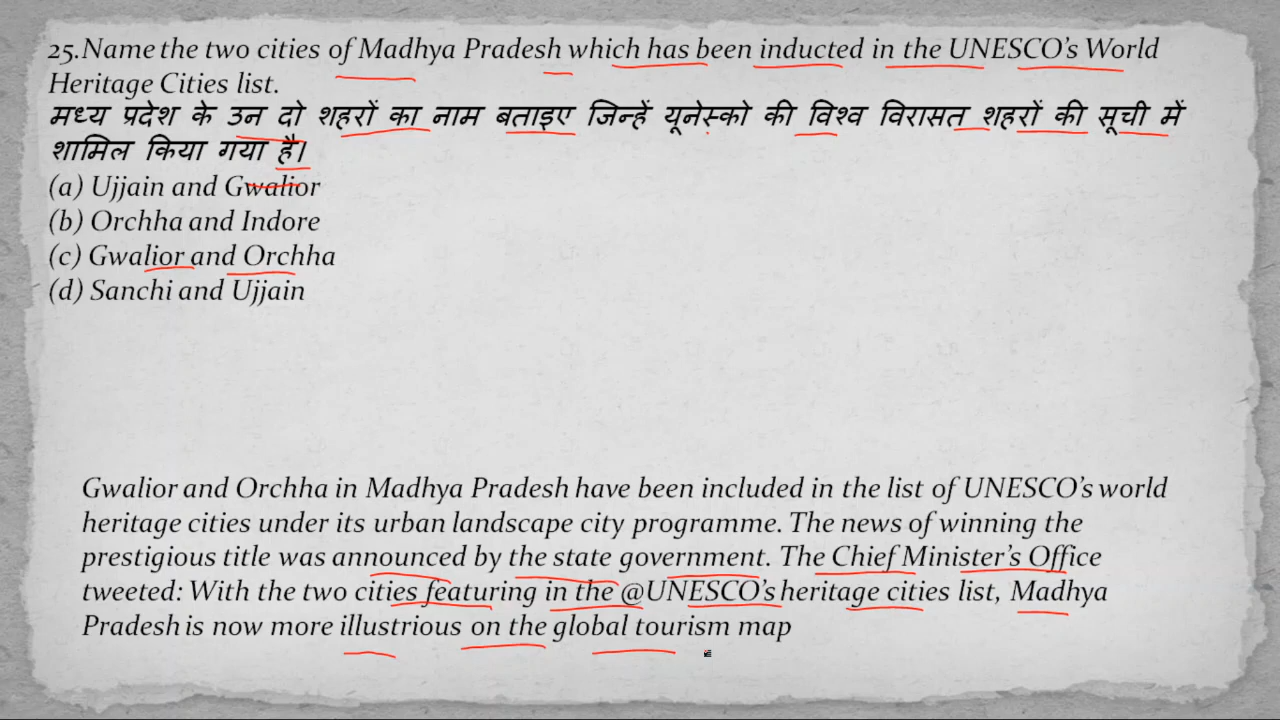 25.Name the two cities of Madhya Pradesh which has been inducted in the UNESCO's World
Heritage Cities list.
मध्य प्रदेश के उन दो शहरों का नाम बताइए जिन्हें यूनेस्को की विश्व विरासत शहरों की सूची में
शामिल किया गया है।
(a) Ujjain and Gwalior
(b) Orchha and Indore
(c) Gwalior and Orchha
(d) Sanchi and Ujjain
Gwalior and Orchha in Madhya Pradesh have been included in the list of UNESCO's world
heritage cities under its urban landscape city programme. The news of winning the
prestigious title was announced by the state government. The Chief Minister's Office
tweeted: With the two cities featuring in the @UNESCO's heritage cities list, Madhya
Pradesh is now more illustrious on the global tourism map